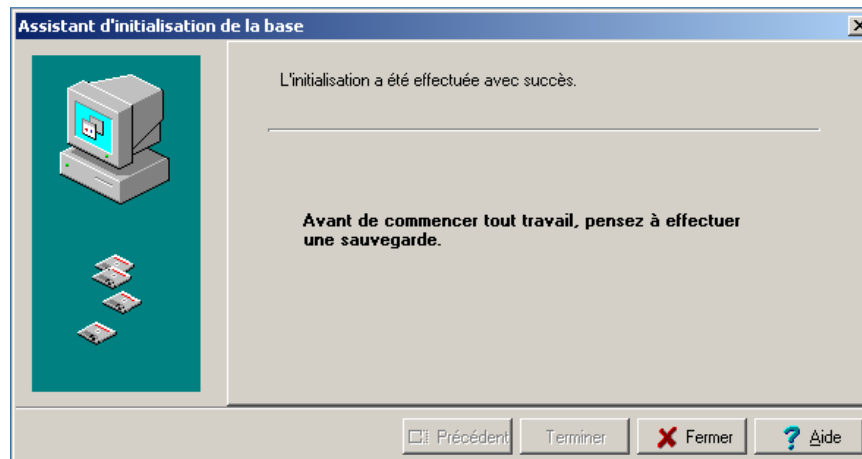 Assistant d'initialisation de la base
L'initialisation a été effectuée avec succès.
Avant de commencer tout travail, pensez à effectuer
une sauvegarde.
Précédent
Terminer
Fermer
Aide